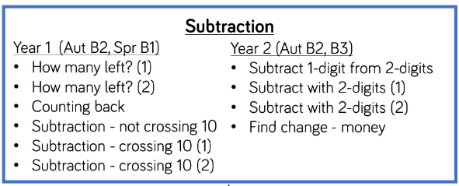 Subtraction
Year 1 (Aut B2, Spr B1)
• How many left? (1)
• How many left? (2)
• Counting back
• Subtraction - not crossing 10
• Subtraction - crossing 10 (1)
• Subtraction - crossing 10 (2)
Year 2 (Aut B2, B3)
• Subtract 1-digit from 2-digits
• Subtract with 2-digits (1)
• Subtract with 2-digits (2)
• Find change - money